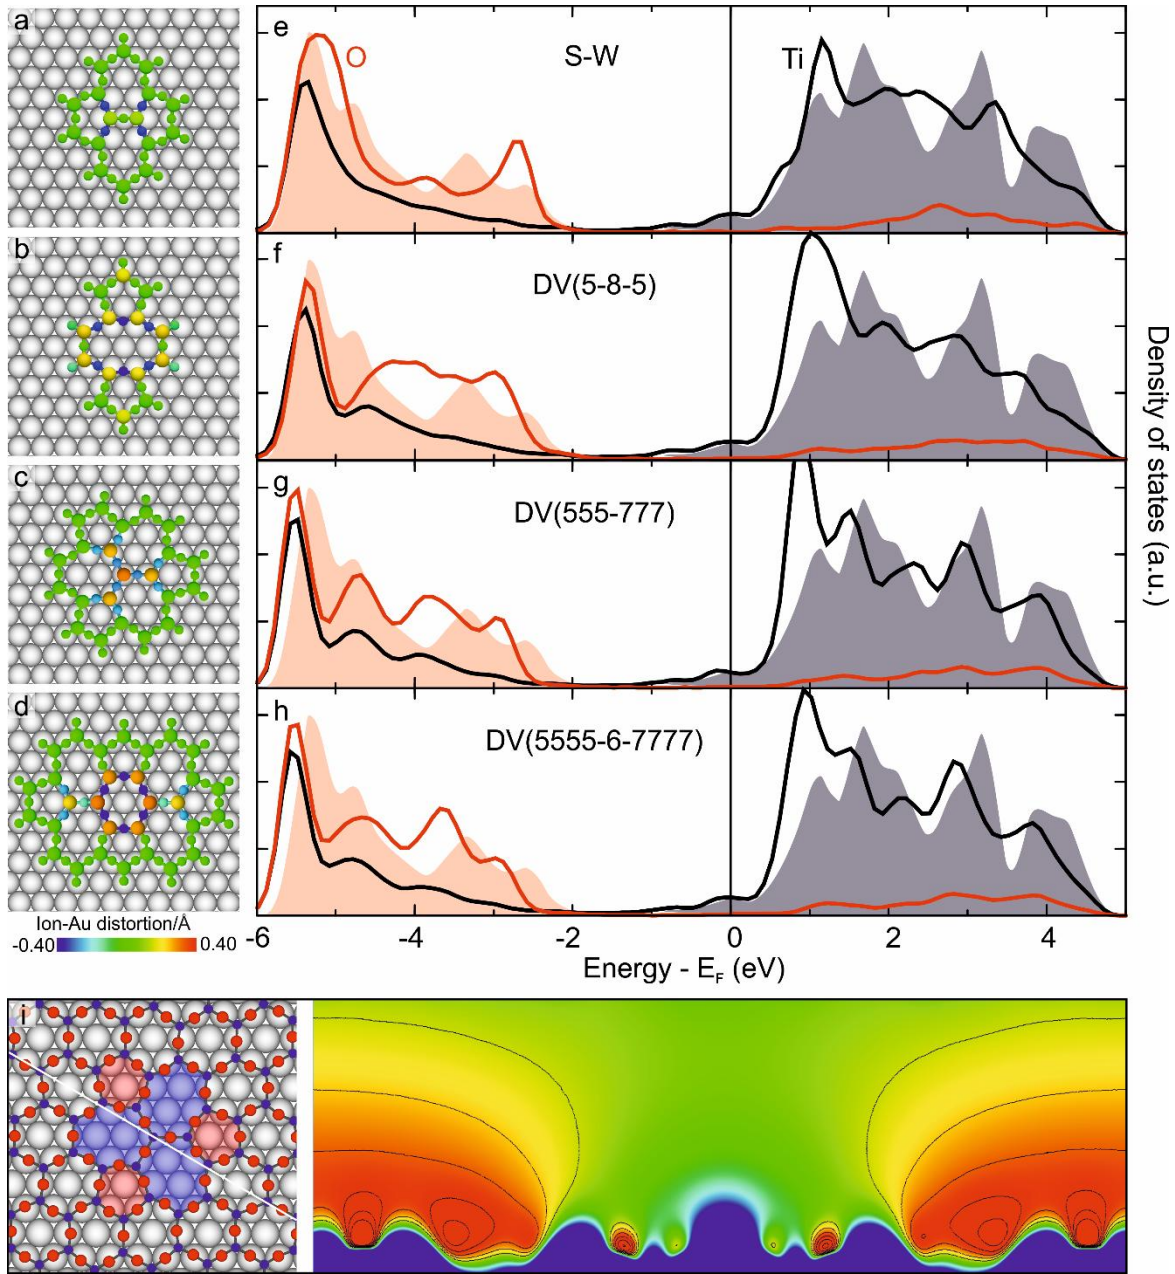 a
e
O
S-W
Ti
b
f
DV(5-8-5)
c
g
DV(555-777)
d
h
DV(5555-6-7777)
Density of states (a.u.)
Ion-Au distortion/Å
-0.40 0.40
-6 -4 -2 0 2 4
Energy - EF (eV)
i